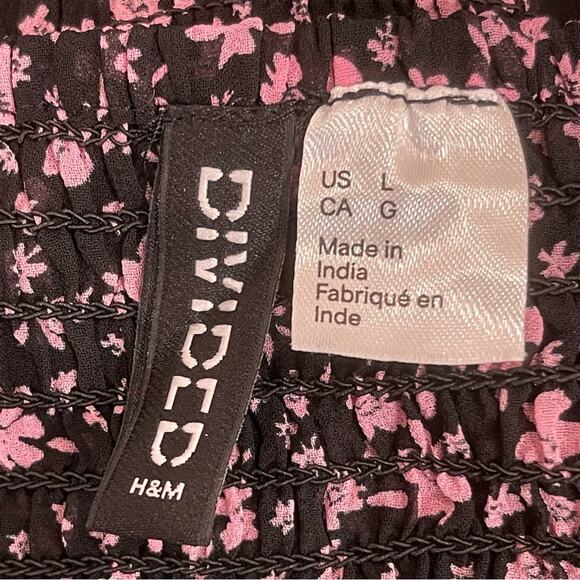 DIVIDED
H&M
US L
CA G
Made in
India
Fabriqué en
Inde